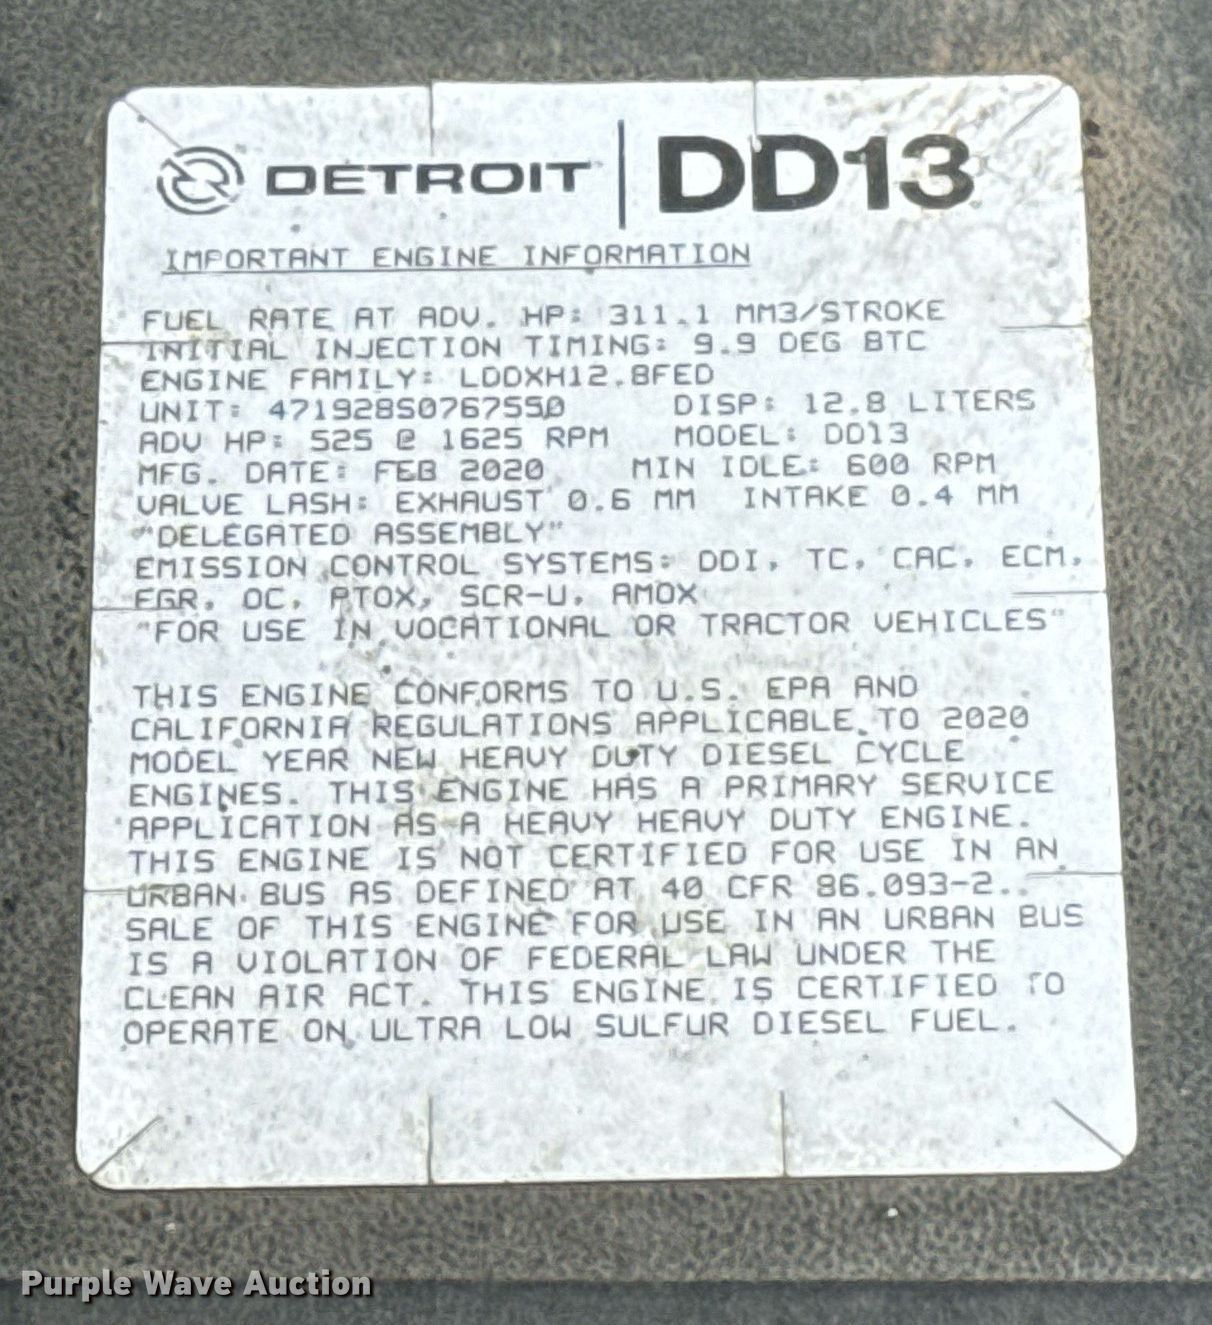 DETROIT | DD13
IMPORTANT ENGINE INFORMATION
FUEL RATE AT ADV. HP: 311.1 MM3/STROKE
INITIAL INJECTION TIMING: 9.9 DEG BTC
ENGINE FAMILY: LDDXH12.8FED
UNIT: 471928S0767550 DISP: 12.8 LITERS
ADV HP: 525 @ 1625 RPM MODEL: DD13
MFG. DATE: FEB 2020 MIN IDLE: 600 RPM
VALVE LASH: EXHAUST 0.6 MM INTAKE 0.4 MM
"DELEGATED ASSEMBLY"
EMISSION CONTROL SYSTEMS: DDI, TC, CAC, ECM,
EGR, OC, PTOX, SCR-U, AMOX
"FOR USE IN VOCATIONAL OR TRACTOR VEHICLES"
THIS ENGINE CONFORMS TO U.S. EPA AND
CALIFORNIA REGULATIONS APPLICABLE TO 2020
MODEL YEAR NEW HEAVY DUTY DIESEL CYCLE
ENGINES. THIS ENGINE HAS A PRIMARY SERVICE
APPLICATION AS A HEAVY HEAVY DUTY ENGINE.
THIS ENGINE IS NOT CERTIFIED FOR USE IN AN
URBAN BUS AS DEFINED AT 40 CFR 86.093-2.
SALE OF THIS ENGINE FOR USE IN AN URBAN BUS
IS A VIOLATION OF FEDERAL LAW UNDER THE
CLEAN AIR ACT. THIS ENGINE IS CERTIFIED TO
OPERATE ON ULTRA LOW SULFUR DIESEL FUEL.
Purple Wave Auction